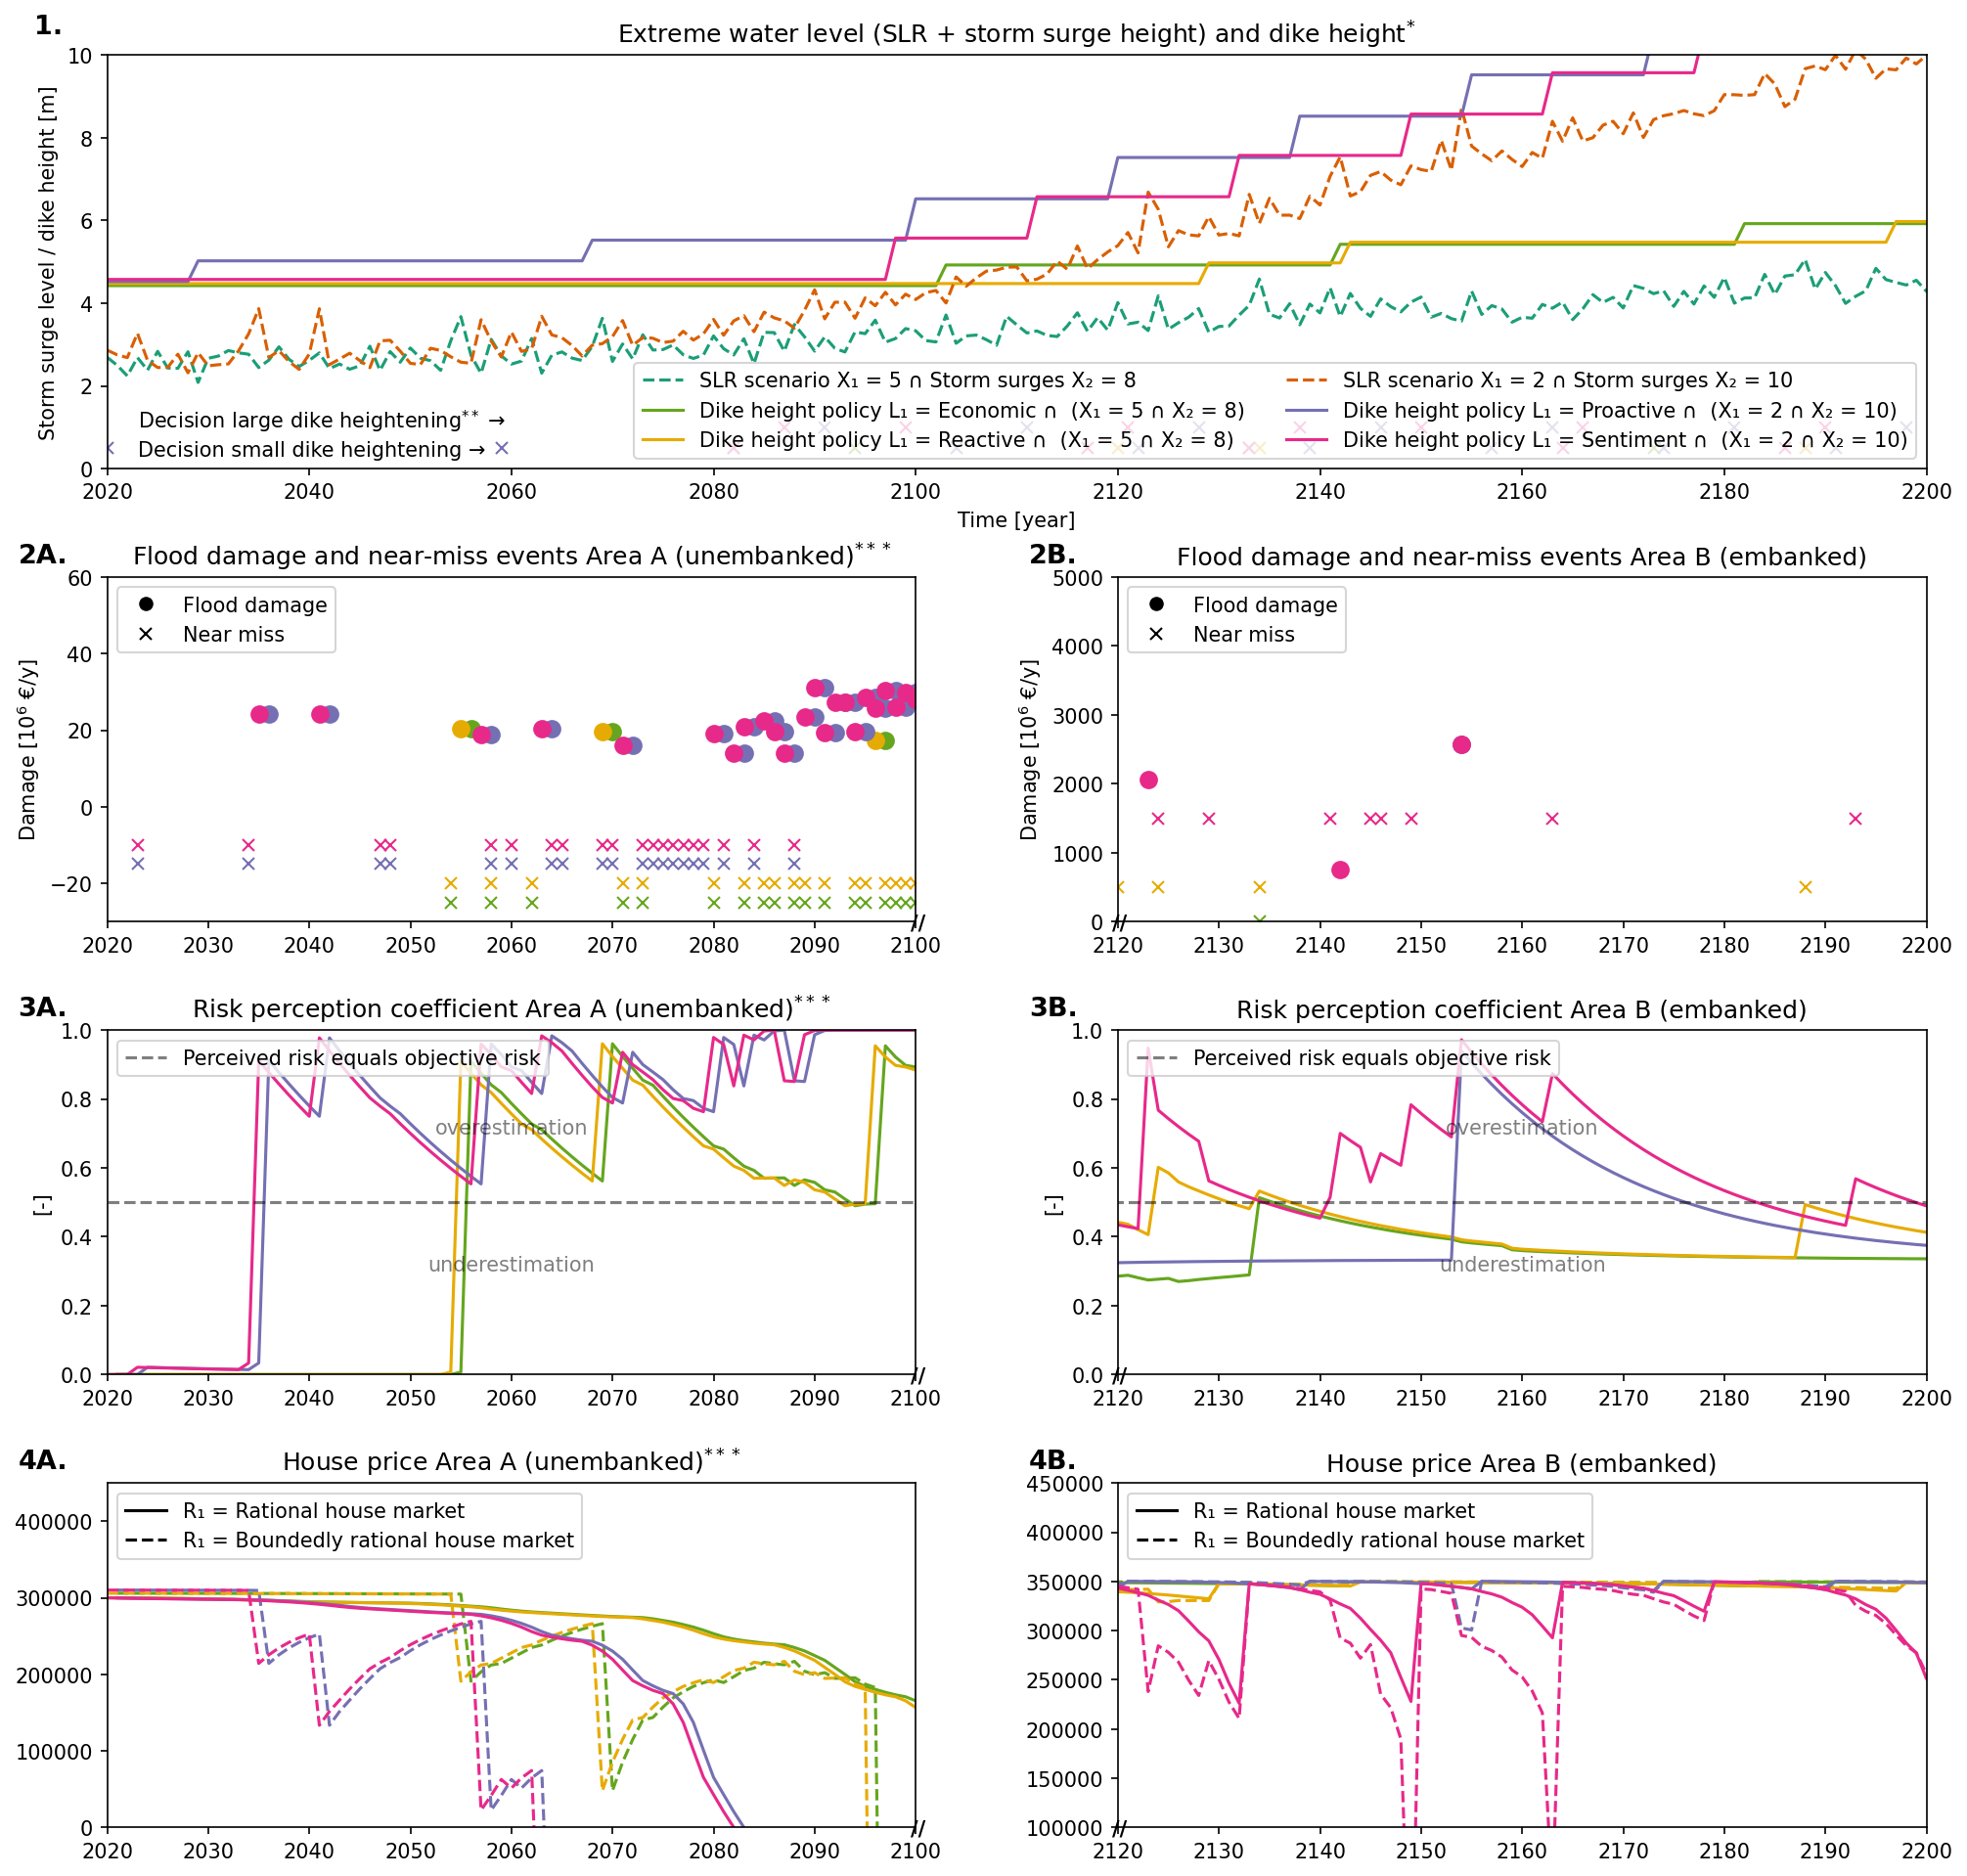 1.
Extreme water level (SLR + storm surge height) and dike height*
Storm surge level / dike height [m]
10
8
6
4
2
0
SLR scenario X₁ = 5 ∩ Storm surges X₂ = 8
Dike height policy L₁ = Economic ∩ (X₁ = 5 ∩ X₂ = 8)
Dike height policy L₁ = Reactive ∩ (X₁ = 5 ∩ X₂ = 8)
SLR scenario X₁ = 2 ∩ Storm surges X₂ = 10
Dike height policy L₁ = Proactive ∩ (X₁ = 2 ∩ X₂ = 10)
Dike height policy L₁ = Sentiment ∩ (X₁ = 2 ∩ X₂ = 10)
Decision large dike heightening** →
Decision small dike heightening →
2020 2040 2060 2080 2100 2120 2140 2160 2180 2200
Time [year]
2A.
Flood damage and near-miss events Area A (unembanked)***
Damage [10⁶ €/y]
60
40
20
0
−20
Flood damage
Near miss
2020 2030 2040 2050 2060 2070 2080 2090 2100
2B.
Flood damage and near-miss events Area B (embanked)
Damage [10⁶ €/y]
5000
4000
3000
2000
1000
0
Flood damage
Near miss
2120 2130 2140 2150 2160 2170 2180 2190 2200
3A.
Risk perception coefficient Area A (unembanked)***
[-]
1.0
0.8
0.6
0.4
0.2
0.0
Perceived risk equals objective risk
overestimation
underestimation
2020 2030 2040 2050 2060 2070 2080 2090 2100
3B.
Risk perception coefficient Area B (embanked)
[-]
1.0
0.8
0.6
0.4
0.2
0.0
Perceived risk equals objective risk
overestimation
underestimation
2120 2130 2140 2150 2160 2170 2180 2190 2200
4A.
House price Area A (unembanked)***
400000
300000
200000
100000
0
R₁ = Rational house market
R₁ = Boundedly rational house market
2020 2030 2040 2050 2060 2070 2080 2090 2100
4B.
House price Area B (embanked)
450000
400000
350000
300000
250000
200000
150000
100000
R₁ = Rational house market
R₁ = Boundedly rational house market
2120 2130 2140 2150 2160 2170 2180 2190 2200